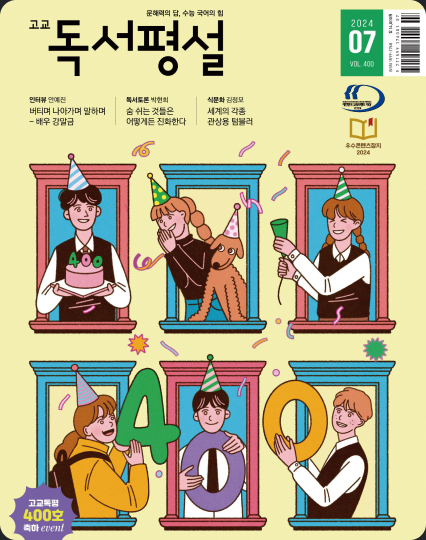 문해력의 답, 수능 국어의 힘
고교 독서평설
2024
07
VOL. 400
인터뷰 안예진
버티며 나아가며 말하며
– 배우 강말금
독서토론 박현희
숨 쉬는 것들은
어떻게든 진화한다
식문화 김정모
세계의 각종
관상용 텀블러
우수콘텐츠잡지
2024
400
400
고교독평
400호
축하 event